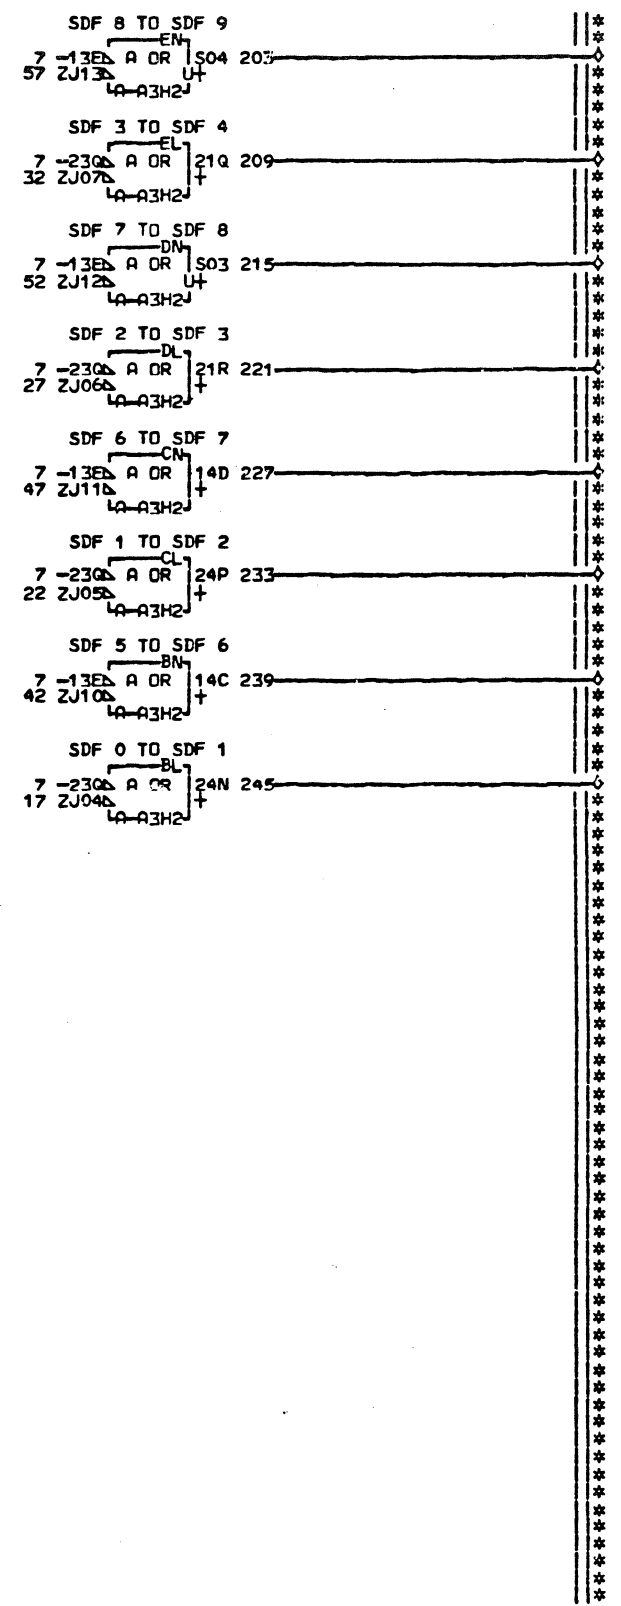 SDF 8 TO SDF 9
EN
7 -13E A OR S04 203
57 ZJ13 U+
A-A3H2
SDF 3 TO SDF 4
EL
7 -23Q A OR 21Q 209
32 ZJ07 +
A-A3H2
SDF 7 TO SDF 8
DN
7 -13E A OR S03 215
52 ZJ12 U+
A-A3H2
SDF 2 TO SDF 3
DL
7 -23Q A OR 21R 221
27 ZJ06 +
A-A3H2
SDF 6 TO SDF 7
CN
7 -13E A OR 14D 227
47 ZJ11 +
A-A3H2
SDF 1 TO SDF 2
CL
7 -23Q A OR 24P 233
22 ZJ05 +
A-A3H2
SDF 5 TO SDF 6
BN
7 -13E A OR 14C 239
42 ZJ10 +
A-A3H2
SDF 0 TO SDF 1
BL
7 -23Q A OR 24N 245
17 ZJ04 +
A-A3H2